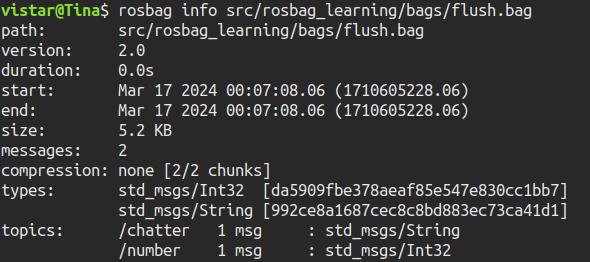 vistar@Tina$ rosbag info src/rosbag_learning/bags/flush.bag
path:        src/rosbag_learning/bags/flush.bag
version:     2.0
duration:    0.0s
start:       Mar 17 2024 00:07:08.06 (1710605228.06)
end:         Mar 17 2024 00:07:08.06 (1710605228.06)
size:        5.2 KB
messages:    2
compression: none [2/2 chunks]
types:       std_msgs/Int32  [da5909fbe378aeaf85e547e830cc1bb7]
             std_msgs/String [992ce8a1687cec8c8bd883ec73ca41d1]
topics:      /chatter   1 msg     : std_msgs/String
             /number    1 msg     : std_msgs/Int32